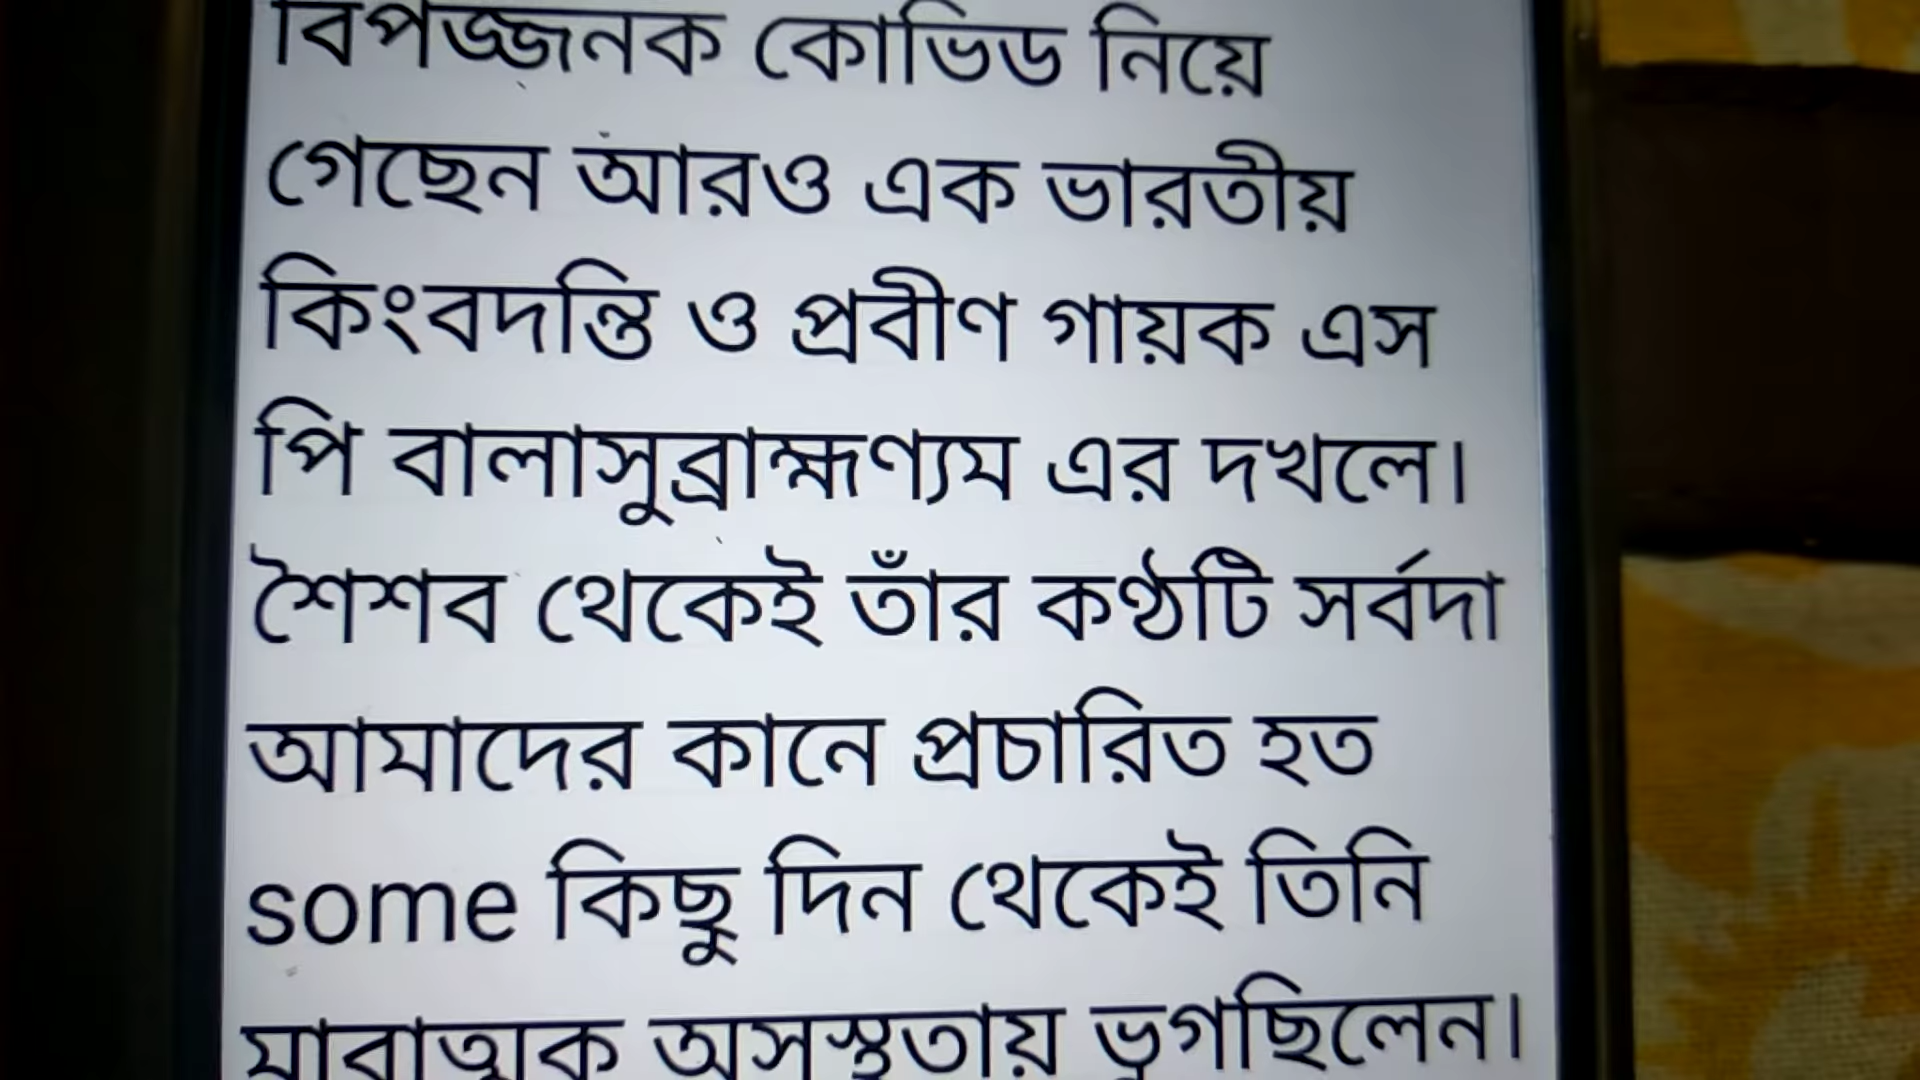 বিপজ্জনক কোভিড নিয়ে
গেছেন আরও এক ভারতীয়
কিংবদন্তি ও প্রবীণ গায়ক এস
পি বালাসুব্রাহ্মণ্যম এর দখলে।
শৈশব থেকেই তাঁর কণ্ঠটি সর্বদা
আমাদের কানে প্রচারিত হত
some কিছু দিন থেকেই তিনি
মারাত্মক অসুস্থতায় ভুগছিলেন।